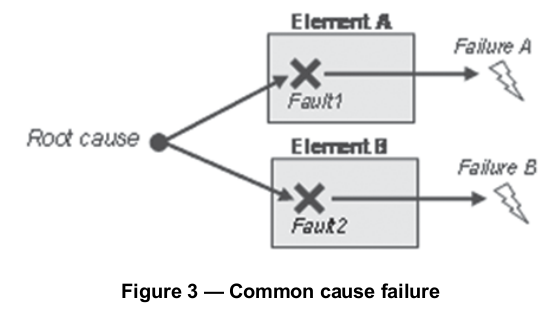 Element A
Failure A
Fault1
Root cause
Element B
Failure B
Fault2
Figure 3 — Common cause failure